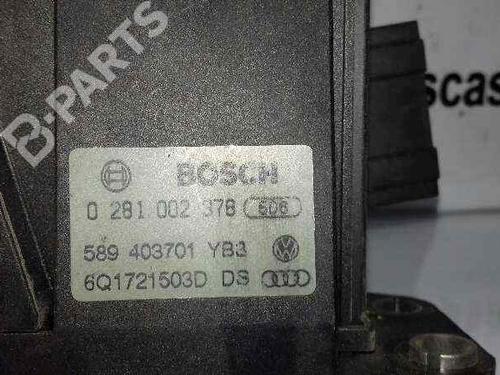 B-PARTS
scas
BOSCH
0 281 002 378 606
589 403701 YB3
6Q1721503D DS